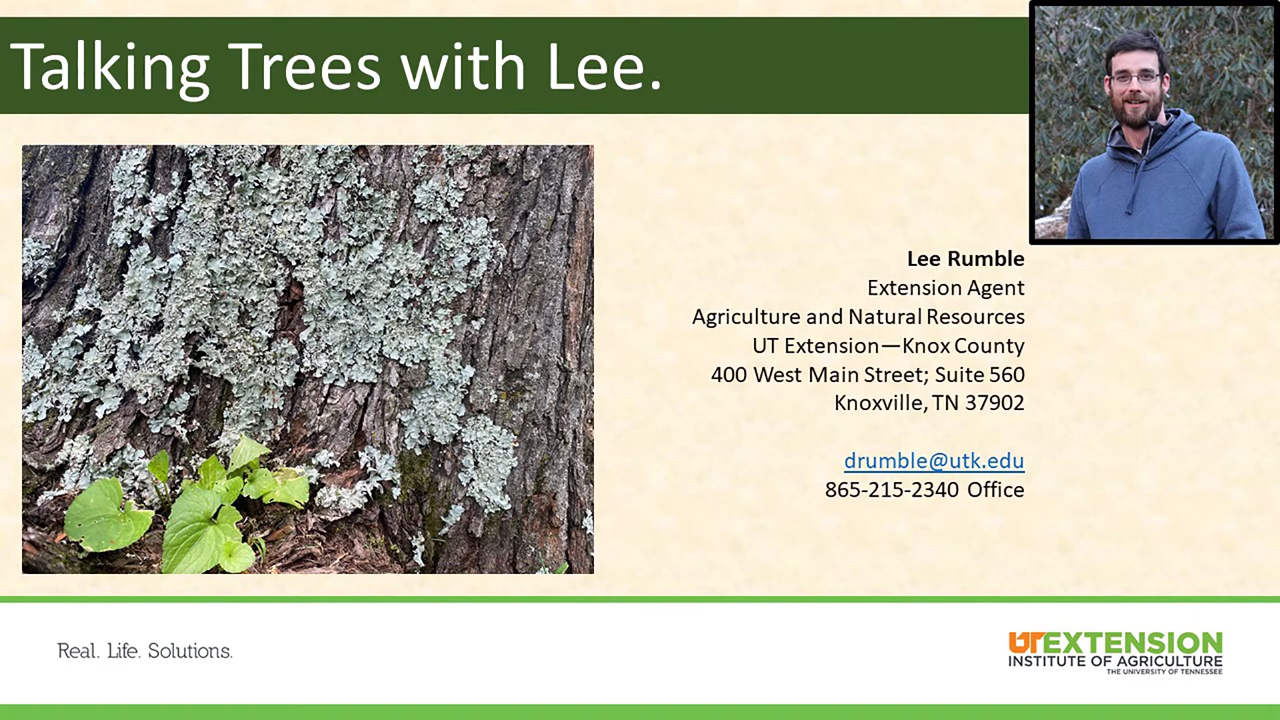 Talking Trees with Lee.
Lee Rumble
Extension Agent
Agriculture and Natural Resources
UT Extension—Knox County
400 West Main Street; Suite 560
Knoxville, TN 37902
drumble@utk.edu
865-215-2340 Office
Real. Life. Solutions.
UT EXTENSION
INSTITUTE OF AGRICULTURE
THE UNIVERSITY OF TENNESSEE